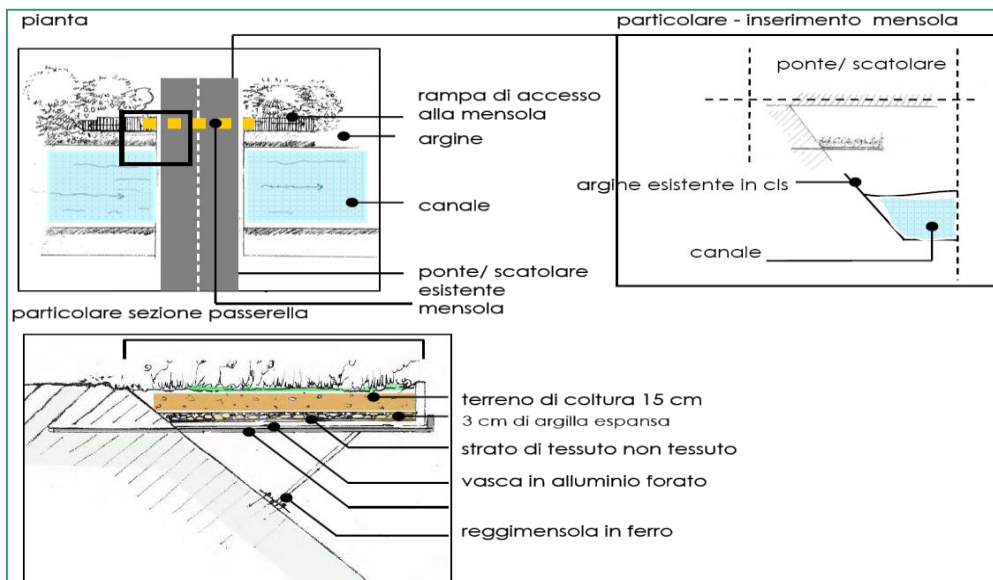 pianta
rampa di accesso
alla mensola
argine
canale
ponte/ scatolare
esistente
mensola
particolare - inserimento mensola
ponte/ scatolare
argine esistente in cls
canale
particolare sezione passerella
terreno di coltura 15 cm
3 cm di argilla espansa
strato di tessuto non tessuto
vasca in alluminio forato
reggimensola in ferro